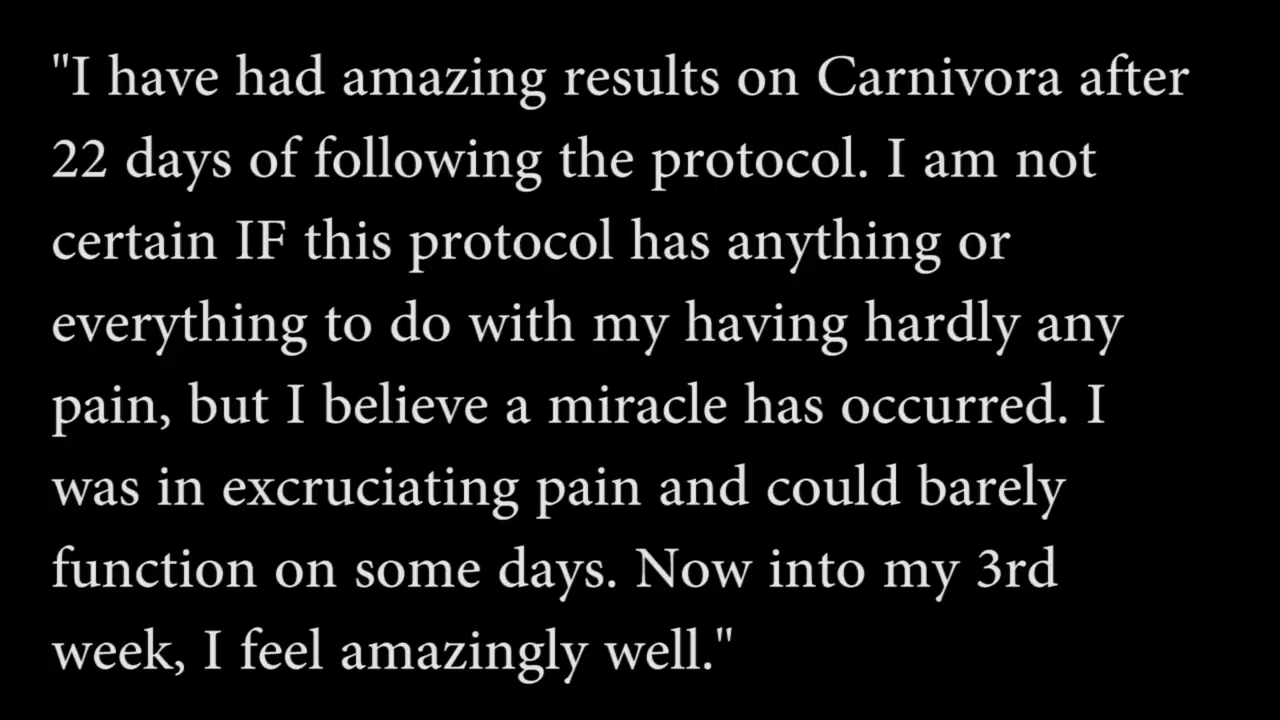 "I have had amazing results on Carnivora after
22 days of following the protocol. I am not
certain IF this protocol has anything or
everything to do with my having hardly any
pain, but I believe a miracle has occurred. I
was in excruciating pain and could barely
function on some days. Now into my 3rd
week, I feel amazingly well."